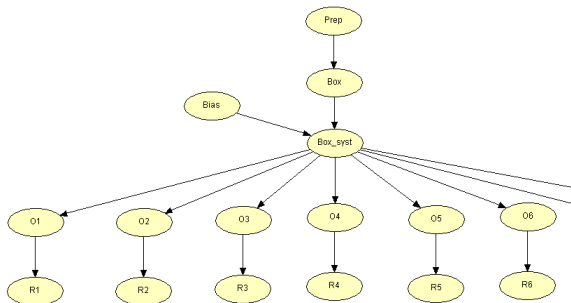 Prep
Box
Bias
Box_syst
O1 O2 O3 O4 O5 O6
R1 R2 R3 R4 R5 R6